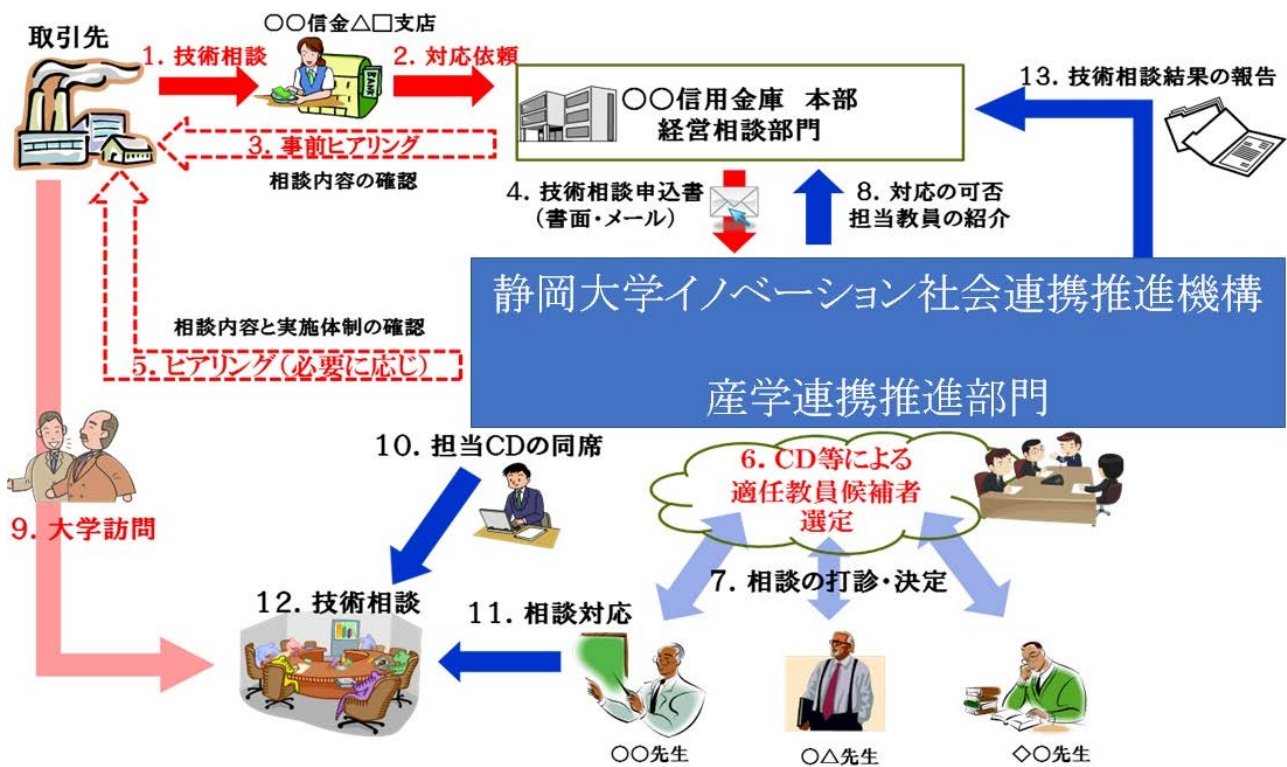 ○○信金△□支店
取引先
1. 技術相談
2. 対応依頼
BANK
○○信用金庫 本部
経営相談部門
13. 技術相談結果の報告
3. 事前ヒアリング
相談内容の確認
4. 技術相談申込書
(書面・メール)
8. 対応の可否
担当教員の紹介
静岡大学イノベーション社会連携推進機構
産学連携推進部門
相談内容と実施体制の確認
5. ヒアリング(必要に応じ)
6. CD等による
適任教員候補者
選定
10. 担当CDの同席
9. 大学訪問
7. 相談の打診・決定
12. 技術相談
11. 相談対応
○○先生
○△先生
◇○先生